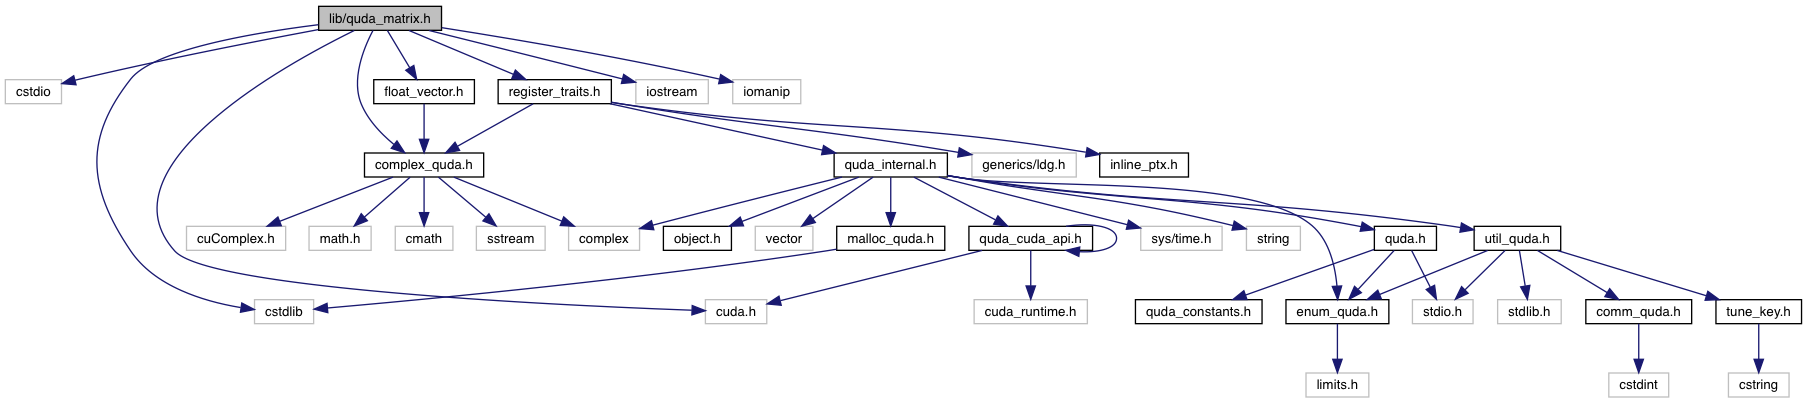 lib/quda_matrix.h
cstdio
float_vector.h
register_traits.h
iostream
iomanip
complex_quda.h
quda_internal.h
generics/ldg.h
inline_ptx.h
cuComplex.h
math.h
cmath
sstream
complex
object.h
vector
malloc_quda.h
quda_cuda_api.h
sys/time.h
string
quda.h
util_quda.h
cstdlib
cuda.h
cuda_runtime.h
quda_constants.h
enum_quda.h
stdio.h
stdlib.h
comm_quda.h
tune_key.h
limits.h
cstdint
cstring